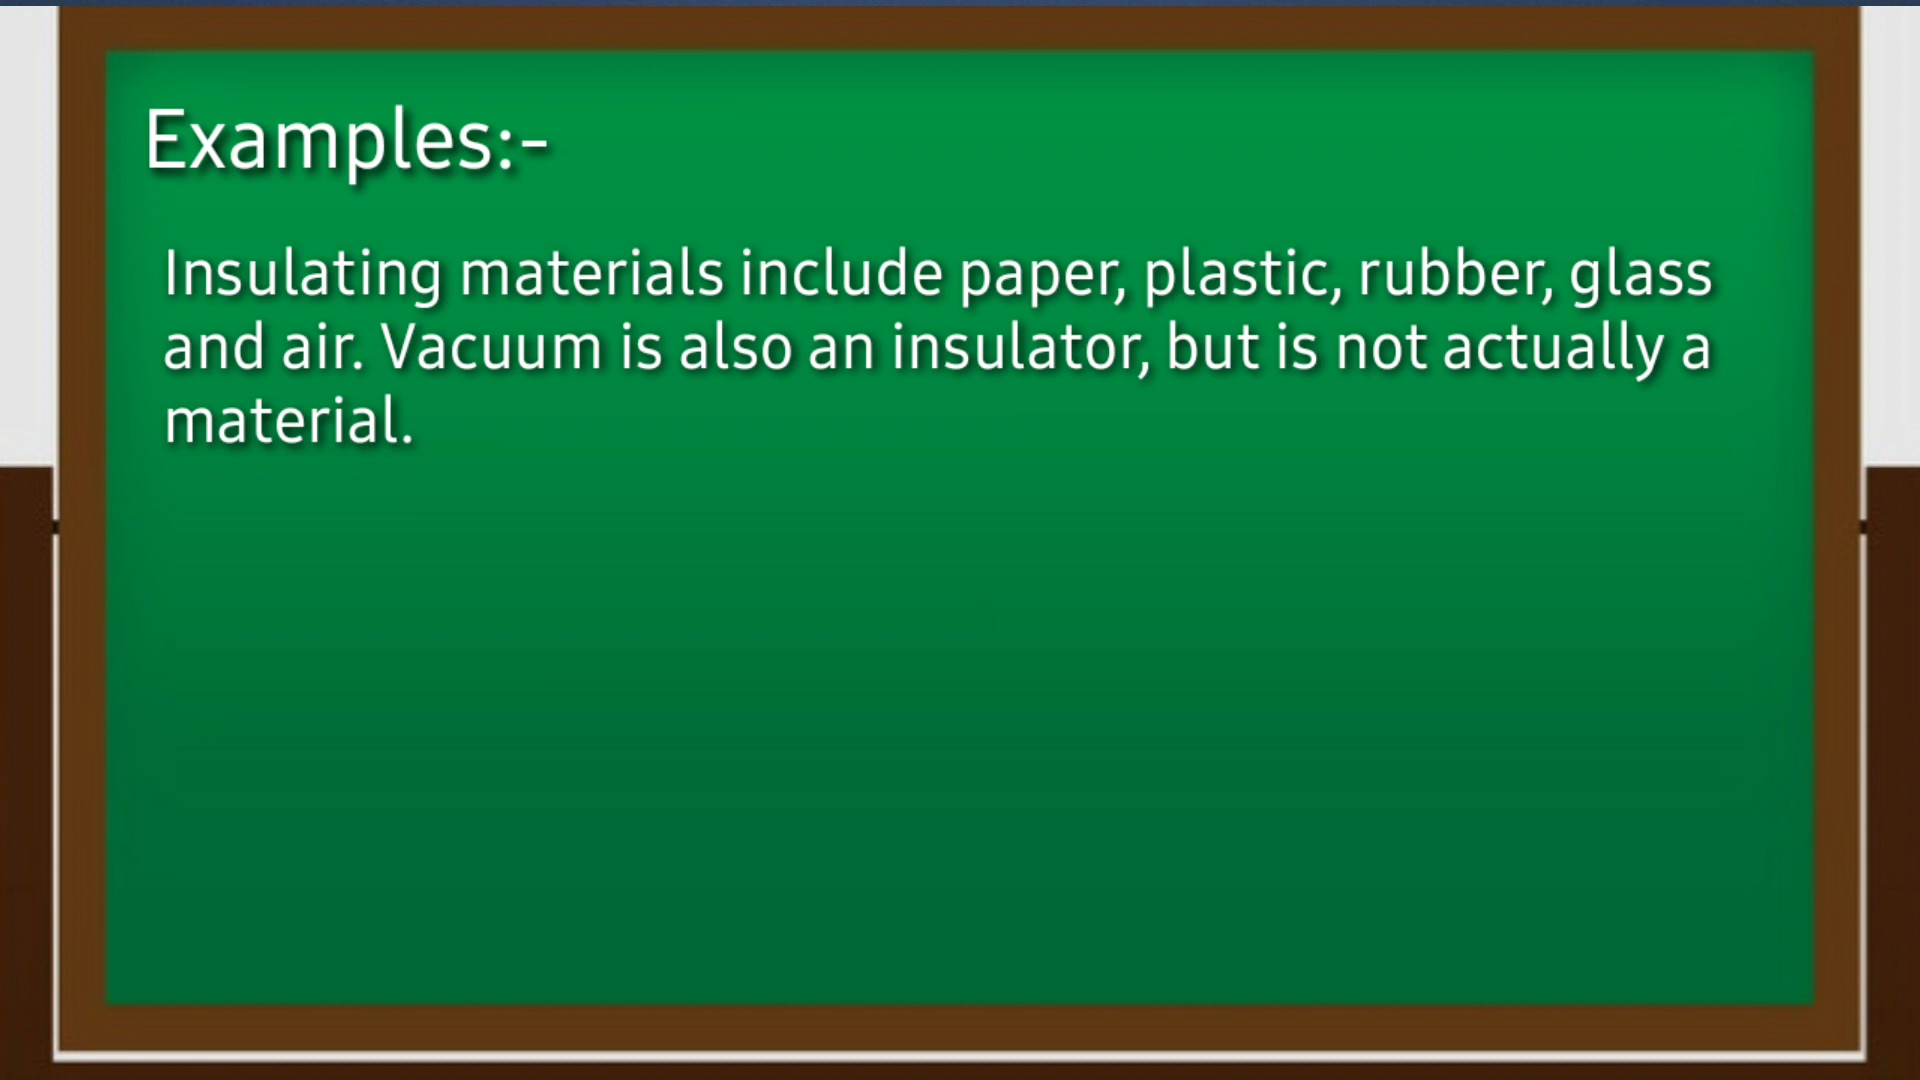 Examples:-
Insulating materials include paper, plastic, rubber, glass
and air. Vacuum is also an insulator, but is not actually a
material.